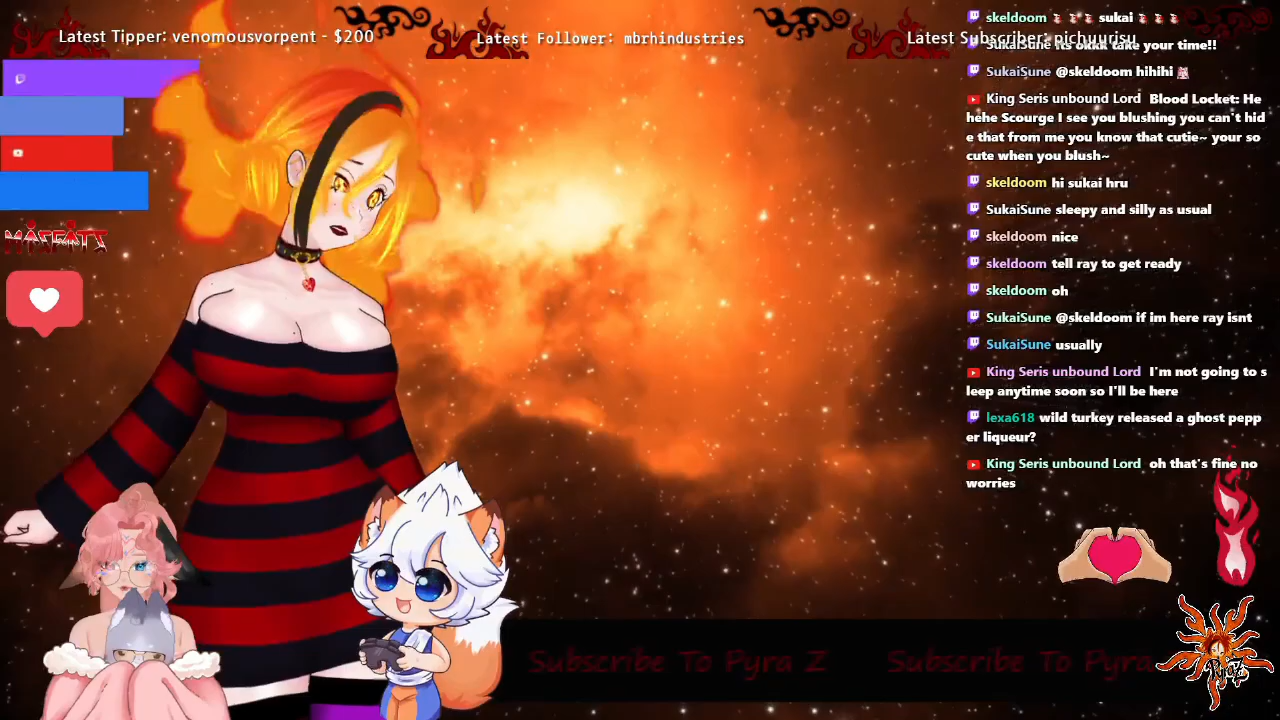 Latest Tipper: venomousvorpent - $200
Latest Follower: mbrhindustries
Latest Subscriber: pichuurisu
MAGGOTS
skeldoom sukai
SukaiSune its okkk take your time!!
SukaiSune @skeldoom hihihi
King Seris unbound Lord Blood Locket: He
hehe Scourge I see you blushing you can't hid
e that from me you know that cutie~ your so
cute when you blush~
skeldoom hi sukai hru
SukaiSune sleepy and silly as usual
skeldoom nice
skeldoom tell ray to get ready
skeldoom oh
SukaiSune @skeldoom if im here ray isnt
SukaiSune usually
King Seris unbound Lord I'm not going to s
leep anytime soon so I'll be here
lexa618 wild turkey released a ghost pepp
er liqueur?
King Seris unbound Lord oh that's fine no
worries
Subscribe To Pyra Z Subscribe To Pyra